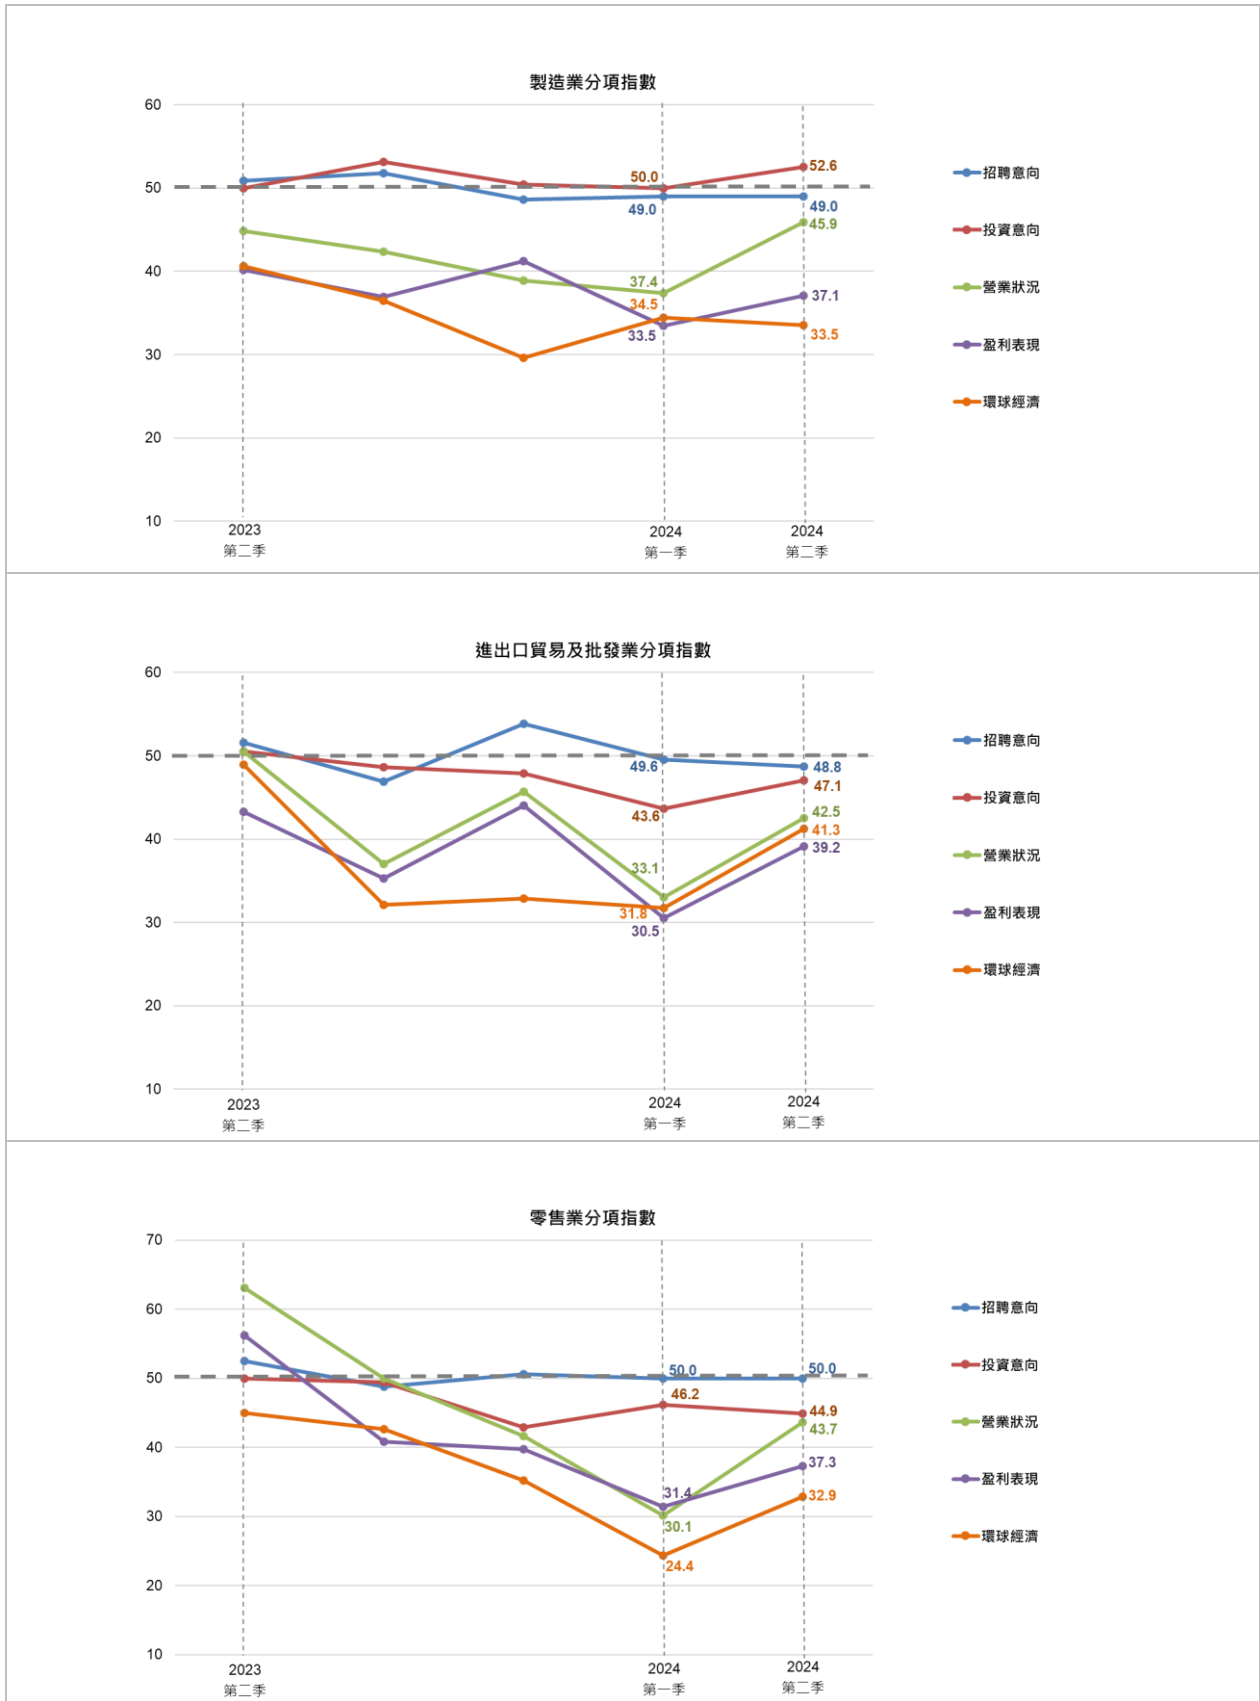 製造業分項指數
60
50
40
30
20
10
50.0
49.0
37.4
34.5
33.5
52.6
49.0
45.9
37.1
33.5
招聘意向
投資意向
營業狀況
盈利表現
環球經濟
2023
第二季
2024
第一季
2024
第二季
進出口貿易及批發業分項指數
60
50
40
30
20
10
49.6
43.6
33.1
31.8
30.5
48.8
47.1
42.5
41.3
39.2
招聘意向
投資意向
營業狀況
盈利表現
環球經濟
2023
第二季
2024
第一季
2024
第二季
零售業分項指數
70
60
50
40
30
20
10
50.0
46.2
31.4
30.1
24.4
50.0
44.9
43.7
37.3
32.9
招聘意向
投資意向
營業狀況
盈利表現
環球經濟
2023
第二季
2024
第一季
2024
第二季